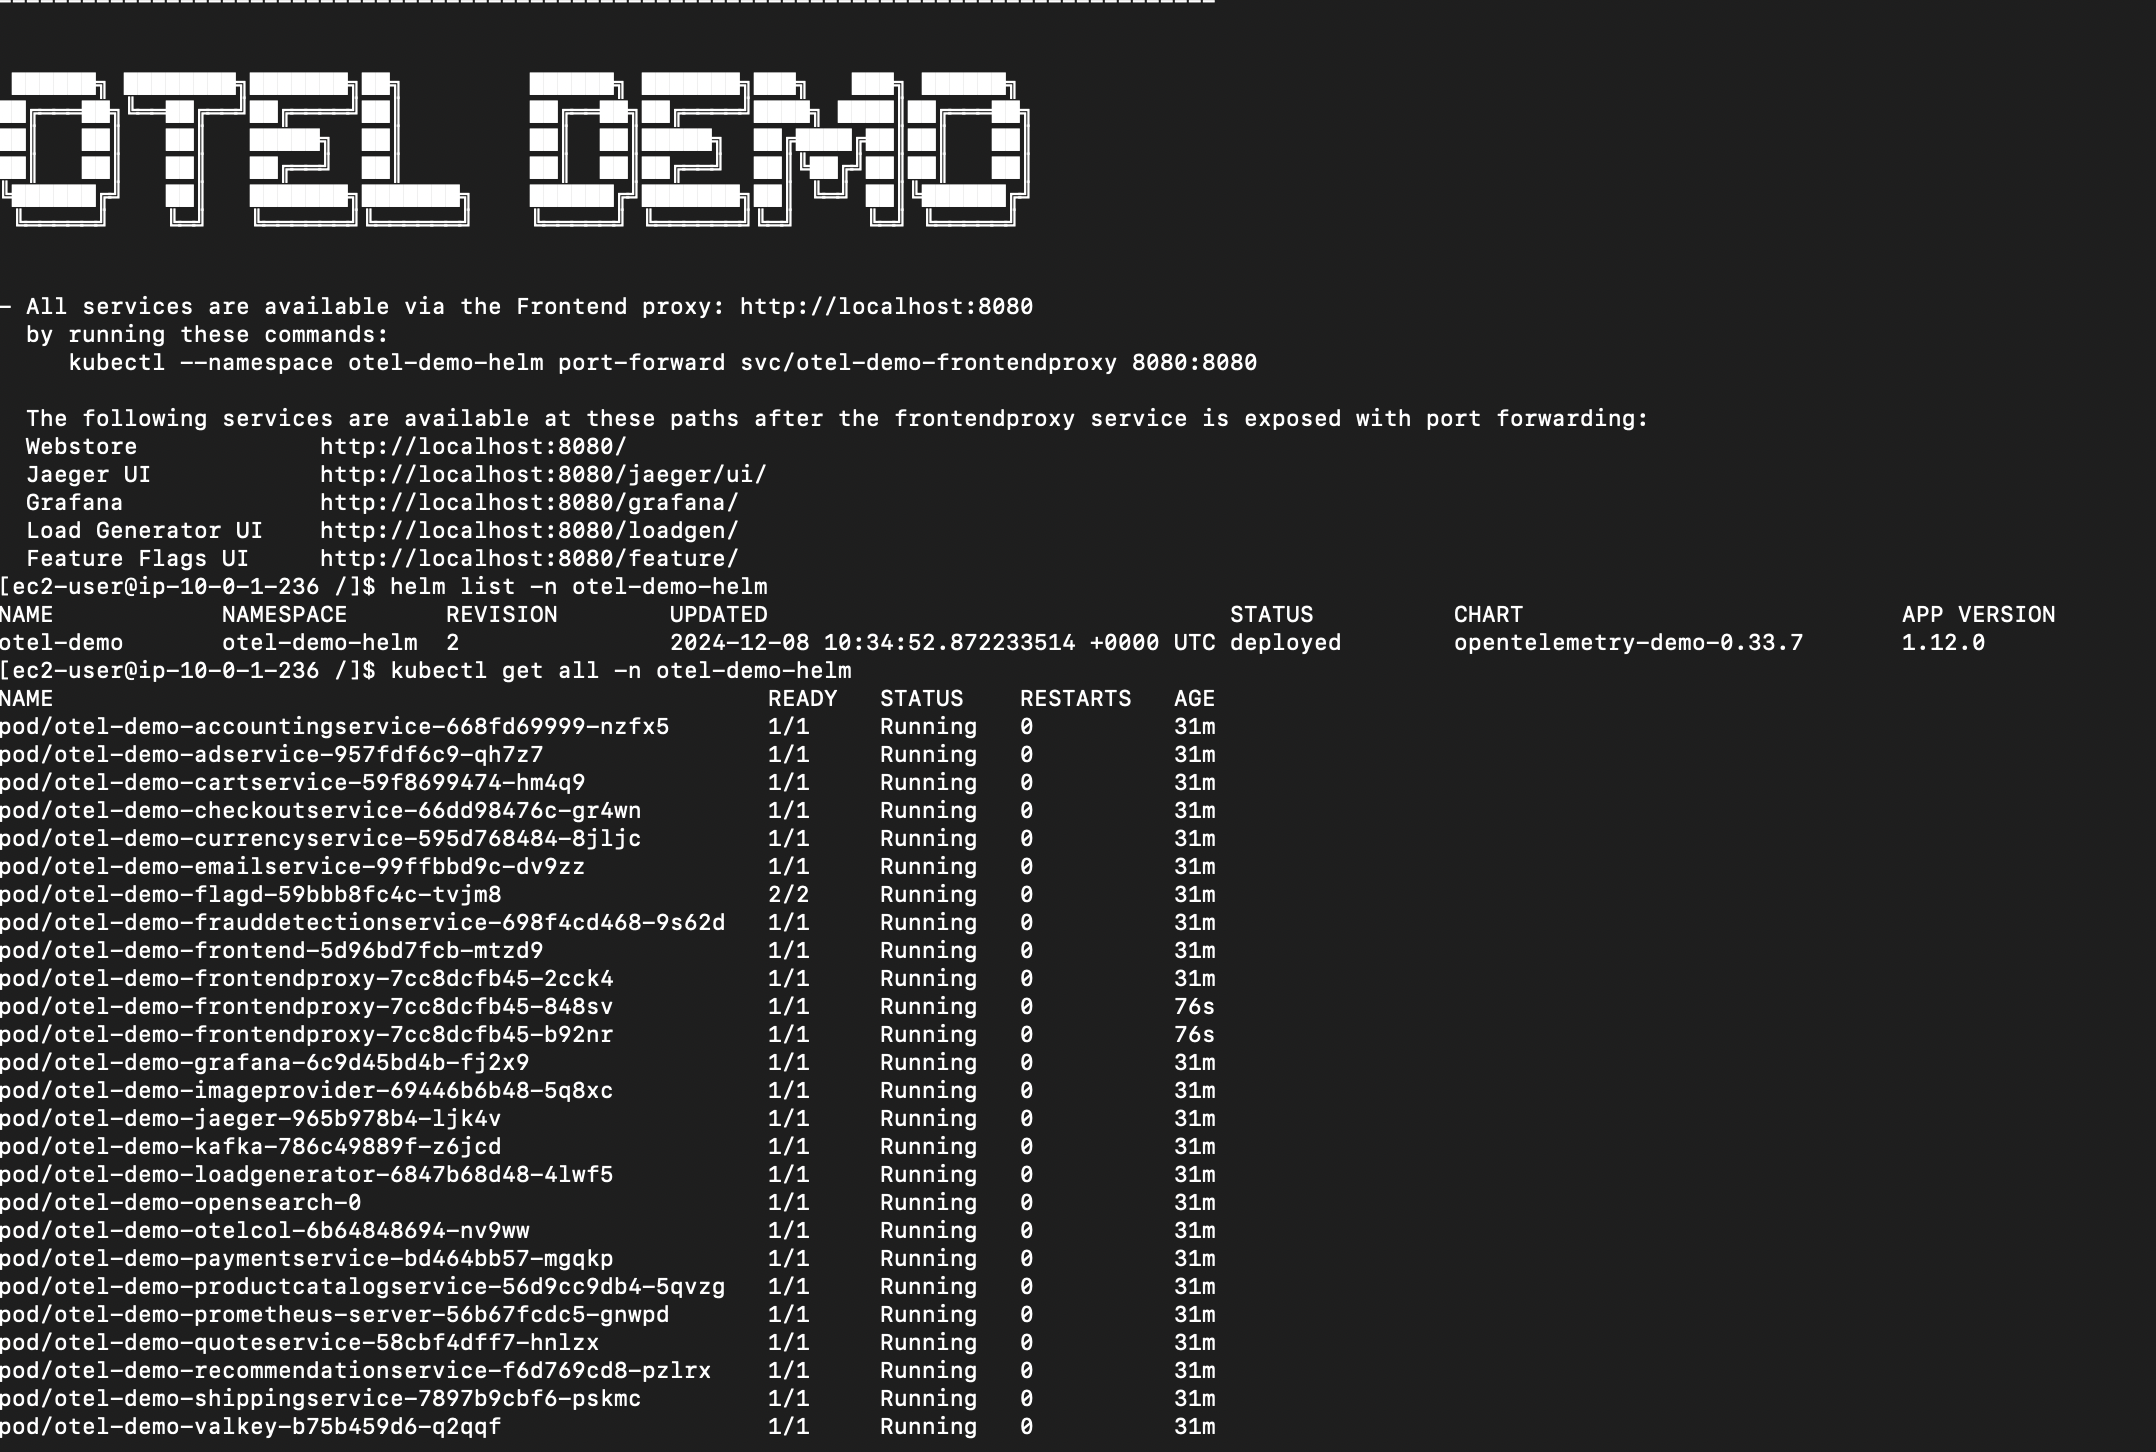 OTEL DEMO
- All services are available via the Frontend proxy: http://localhost:8080
by running these commands:
kubectl --namespace otel-demo-helm port-forward svc/otel-demo-frontendproxy 8080:8080
The following services are available at these paths after the frontendproxy service is exposed with port forwarding:
Webstore http://localhost:8080/
Jaeger UI http://localhost:8080/jaeger/ui/
Grafana http://localhost:8080/grafana/
Load Generator UI http://localhost:8080/loadgen/
Feature Flags UI http://localhost:8080/feature/
[ec2-user@ip-10-0-1-236 /]$ helm list -n otel-demo-helm
NAME NAMESPACE REVISION UPDATED STATUS CHART APP VERSION
otel-demo otel-demo-helm 2 2024-12-08 10:34:52.872233514 +0000 UTC deployed opentelemetry-demo-0.33.7 1.12.0
[ec2-user@ip-10-0-1-236 /]$ kubectl get all -n otel-demo-helm
NAME READY STATUS RESTARTS AGE
pod/otel-demo-accountingservice-668fd69999-nzfx5 1/1 Running 0 31m
pod/otel-demo-adservice-957fdf6c9-qh7z7 1/1 Running 0 31m
pod/otel-demo-cartservice-59f8699474-hm4q9 1/1 Running 0 31m
pod/otel-demo-checkoutservice-66dd98476c-gr4wn 1/1 Running 0 31m
pod/otel-demo-currencyservice-595d768484-8jljc 1/1 Running 0 31m
pod/otel-demo-emailservice-99ffbbd9c-dv9zz 1/1 Running 0 31m
pod/otel-demo-flagd-59bbb8fc4c-tvjm8 2/2 Running 0 31m
pod/otel-demo-frauddetectionservice-698f4cd468-9s62d 1/1 Running 0 31m
pod/otel-demo-frontend-5d96bd7fcb-mtzd9 1/1 Running 0 31m
pod/otel-demo-frontendproxy-7cc8dcfb45-2cck4 1/1 Running 0 31m
pod/otel-demo-frontendproxy-7cc8dcfb45-848sv 1/1 Running 0 76s
pod/otel-demo-frontendproxy-7cc8dcfb45-b92nr 1/1 Running 0 76s
pod/otel-demo-grafana-6c9d45bd4b-fj2x9 1/1 Running 0 31m
pod/otel-demo-imageprovider-69446b6b48-5q8xc 1/1 Running 0 31m
pod/otel-demo-jaeger-965b978b4-ljk4v 1/1 Running 0 31m
pod/otel-demo-kafka-786c49889f-z6jcd 1/1 Running 0 31m
pod/otel-demo-loadgenerator-6847b68d48-4lwf5 1/1 Running 0 31m
pod/otel-demo-opensearch-0 1/1 Running 0 31m
pod/otel-demo-otelcol-6b64848694-nv9ww 1/1 Running 0 31m
pod/otel-demo-paymentservice-bd464bb57-mgqkp 1/1 Running 0 31m
pod/otel-demo-productcatalogservice-56d9cc9db4-5qvzg 1/1 Running 0 31m
pod/otel-demo-prometheus-server-56b67fcdc5-gnwpd 1/1 Running 0 31m
pod/otel-demo-quoteservice-58cbf4dff7-hnlzx 1/1 Running 0 31m
pod/otel-demo-recommendationservice-f6d769cd8-pzlrx 1/1 Running 0 31m
pod/otel-demo-shippingservice-7897b9cbf6-pskmc 1/1 Running 0 31m
pod/otel-demo-valkey-b75b459d6-q2qqf 1/1 Running 0 31m